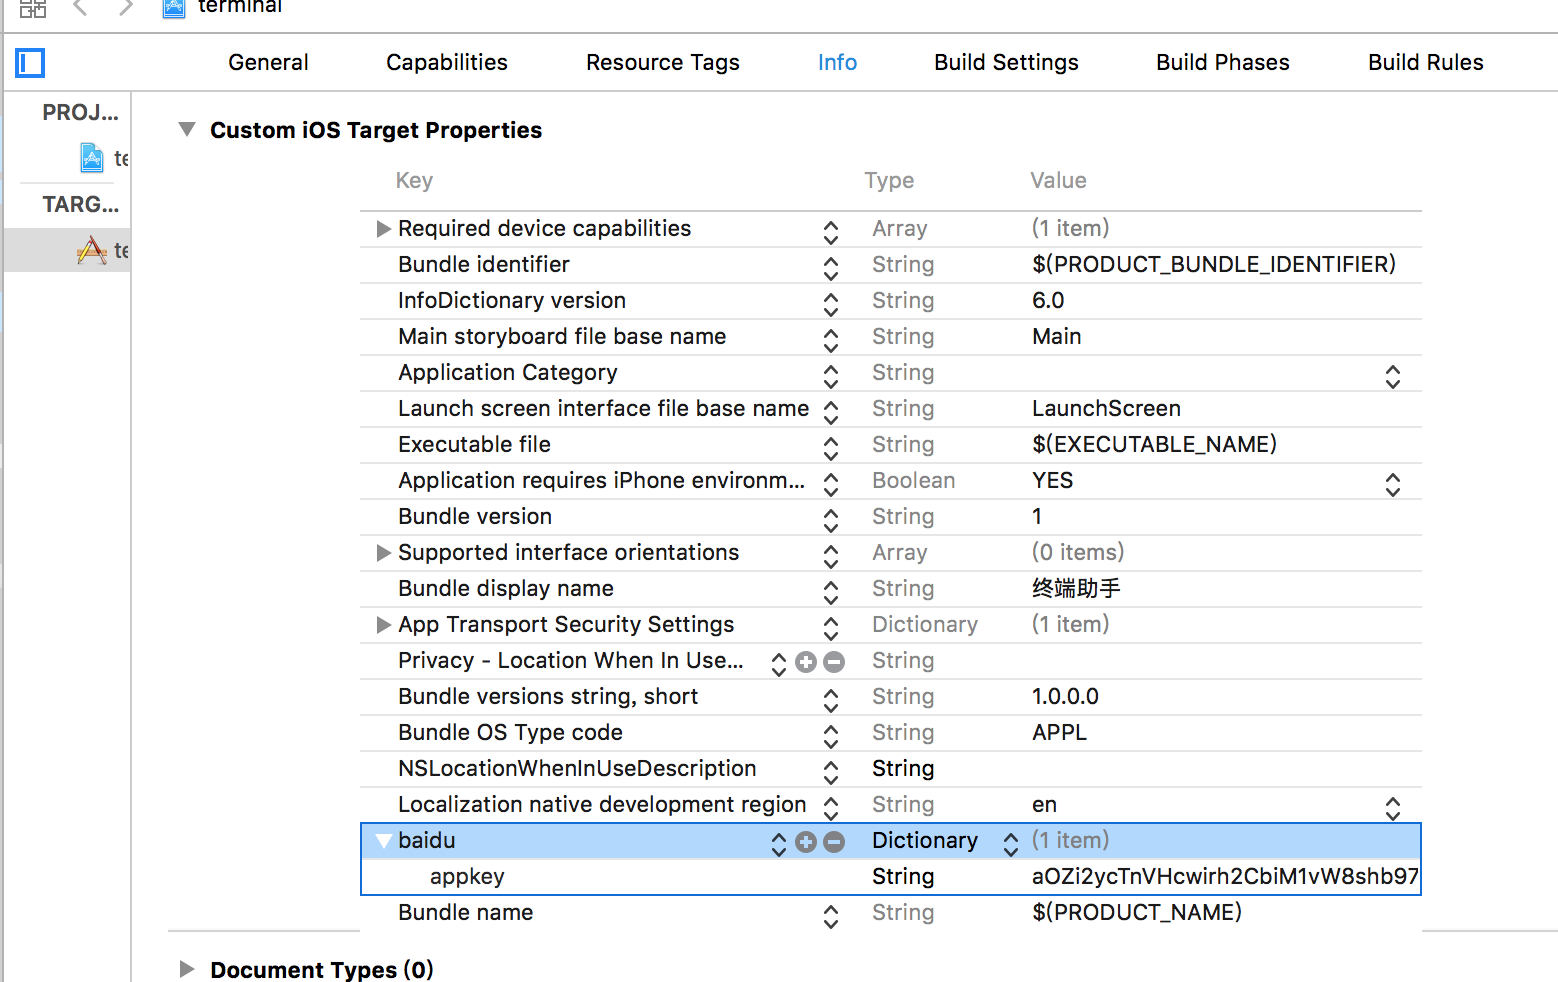 terminal
General Capabilities Resource Tags Info Build Settings Build Phases Build Rules
PROJ...
te
TARG...
te
Custom iOS Target Properties
Key Type Value
Required device capabilities Array (1 item)
Bundle identifier String $(PRODUCT_BUNDLE_IDENTIFIER)
InfoDictionary version String 6.0
Main storyboard file base name String Main
Application Category String
Launch screen interface file base name String LaunchScreen
Executable file String $(EXECUTABLE_NAME)
Application requires iPhone environm... Boolean YES
Bundle version String 1
Supported interface orientations Array (0 items)
Bundle display name String 终端助手
App Transport Security Settings Dictionary (1 item)
Privacy - Location When In Use... String
Bundle versions string, short String 1.0.0.0
Bundle OS Type code String APPL
NSLocationWhenInUseDescription String
Localization native development region String en
baidu Dictionary (1 item)
appkey String aOZi2ycTnVHcwirh2CbiM1vW8shb97
Bundle name String $(PRODUCT_NAME)
Document Types (0)